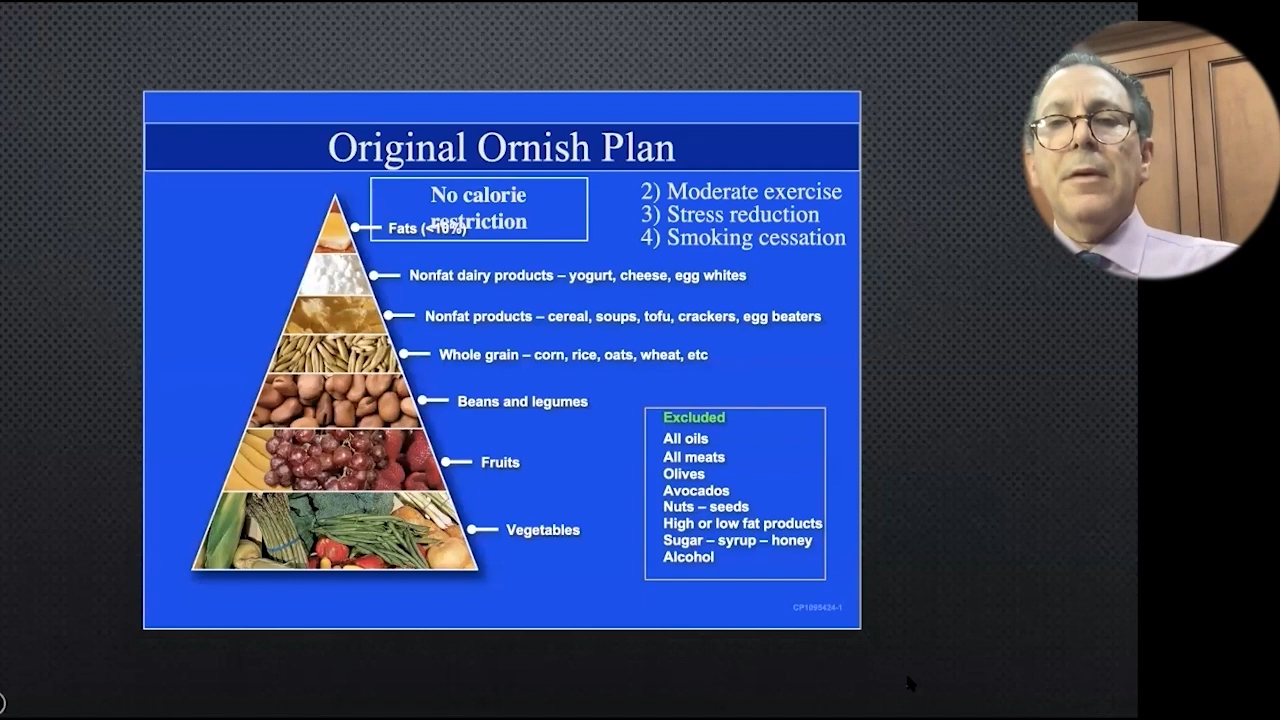 Original Ornish Plan
No calorie
restriction
2) Moderate exercise
3) Stress reduction
4) Smoking cessation
Fats (<10%)
Nonfat dairy products – yogurt, cheese, egg whites
Nonfat products – cereal, soups, tofu, crackers, egg beaters
Whole grain – corn, rice, oats, wheat, etc
Beans and legumes
Fruits
Vegetables
Excluded
All oils
All meats
Olives
Avocados
Nuts – seeds
High or low fat products
Sugar – syrup – honey
Alcohol
CP1095424-1